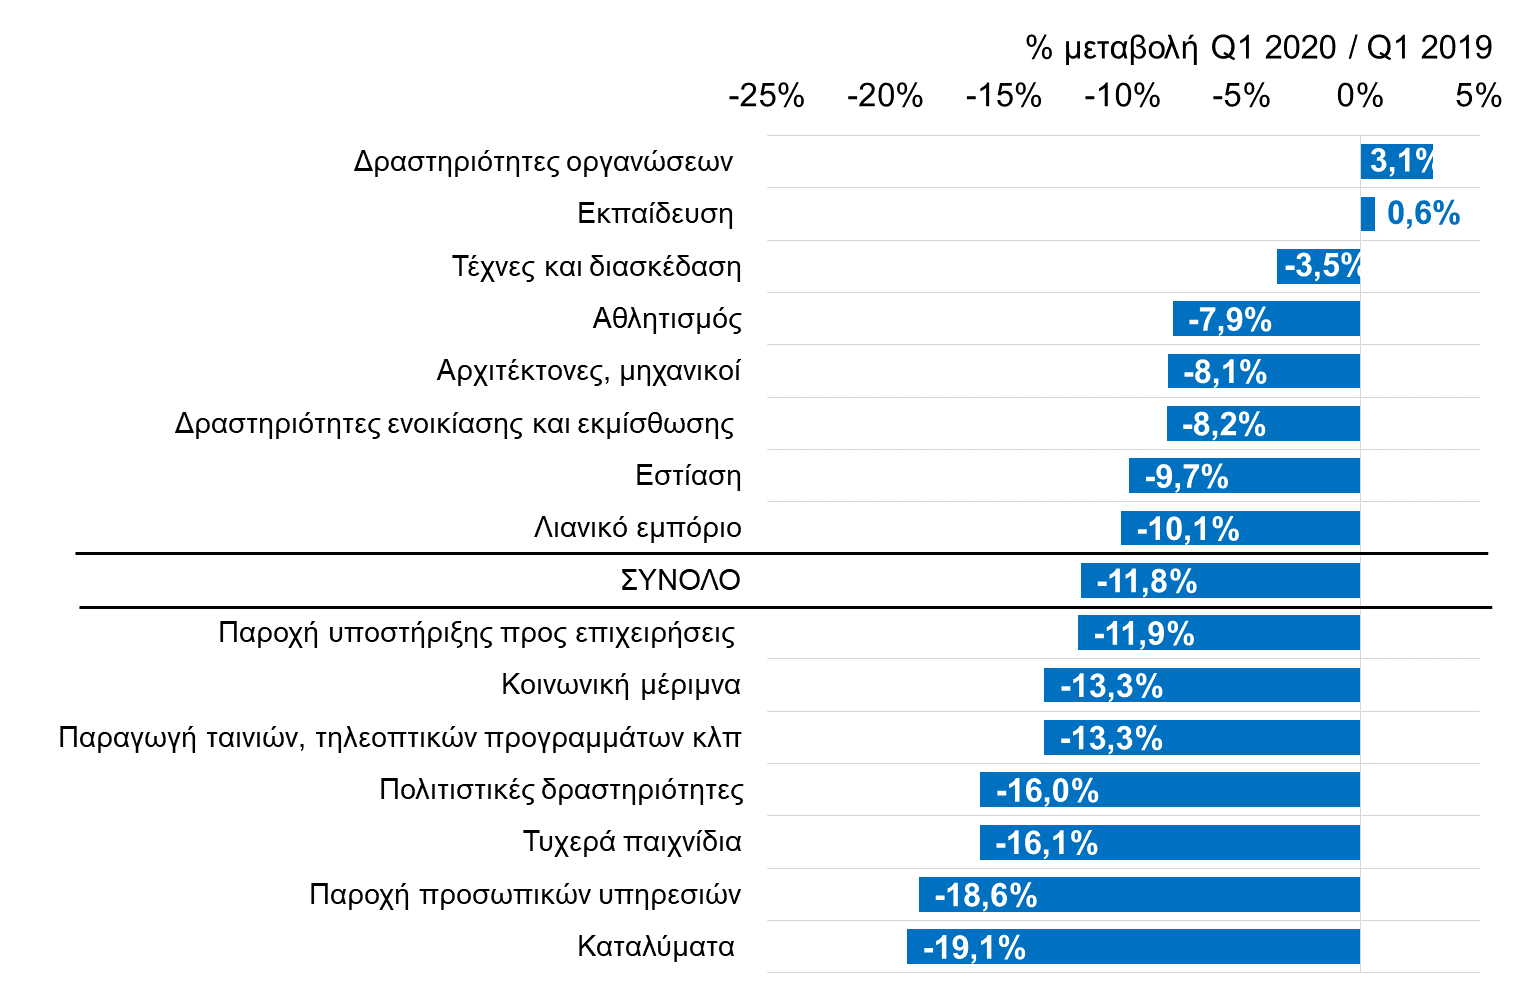 % μεταβολή Q1 2020 / Q1 2019
-25% -20% -15% -10% -5% 0% 5%
Δραστηριότητες οργανώσεων 3,1%
Εκπαίδευση 0,6%
Τέχνες και διασκέδαση -3,5%
Αθλητισμός -7,9%
Αρχιτέκτονες, μηχανικοί -8,1%
Δραστηριότητες ενοικίασης και εκμίσθωσης -8,2%
Εστίαση -9,7%
Λιανικό εμπόριο -10,1%
ΣΥΝΟΛΟ -11,8%
Παροχή υποστήριξης προς επιχειρήσεις -11,9%
Κοινωνική μέριμνα -13,3%
Παραγωγή ταινιών, τηλεοπτικών προγραμμάτων κλπ -13,3%
Πολιτιστικές δραστηριότητες -16,0%
Τυχερά παιχνίδια -16,1%
Παροχή προσωπικών υπηρεσιών -18,6%
Καταλύματα -19,1%